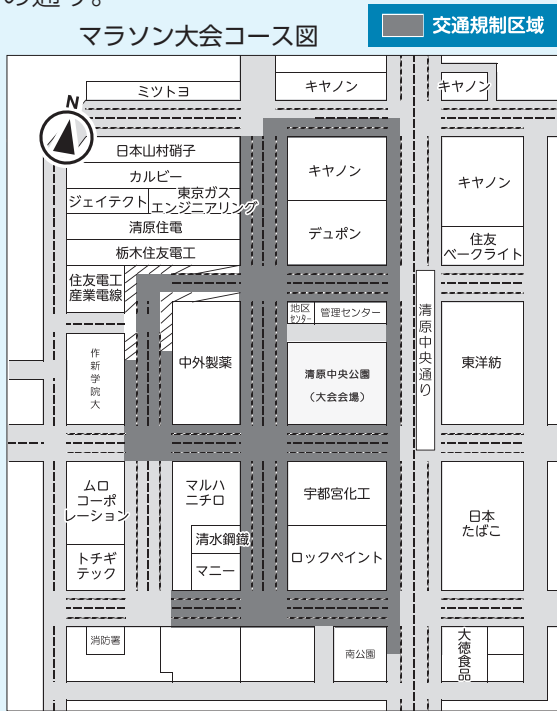 の通り。
マラソン大会コース図
交通規制区域
ミツトヨ
キヤノン
キヤノン
N
日本山村硝子
カルビー
ジェイテクト
東京ガス
エンジニアリング
清原住電
栃木住友電工
キヤノン
デュポン
キヤノン
住友
ベークライト
住友電工
産業電線
地区
センター
管理センター
清原中央通り
作新学院大
中外製薬
清原中央公園
（大会会場）
東洋紡
ムロ
コーポ
レーション
マルハ
ニチロ
宇都宮化工
日本
たばこ
清水鋼鐵
トチギ
テック
マニー
ロックペイント
消防署
南公園
大徳食品